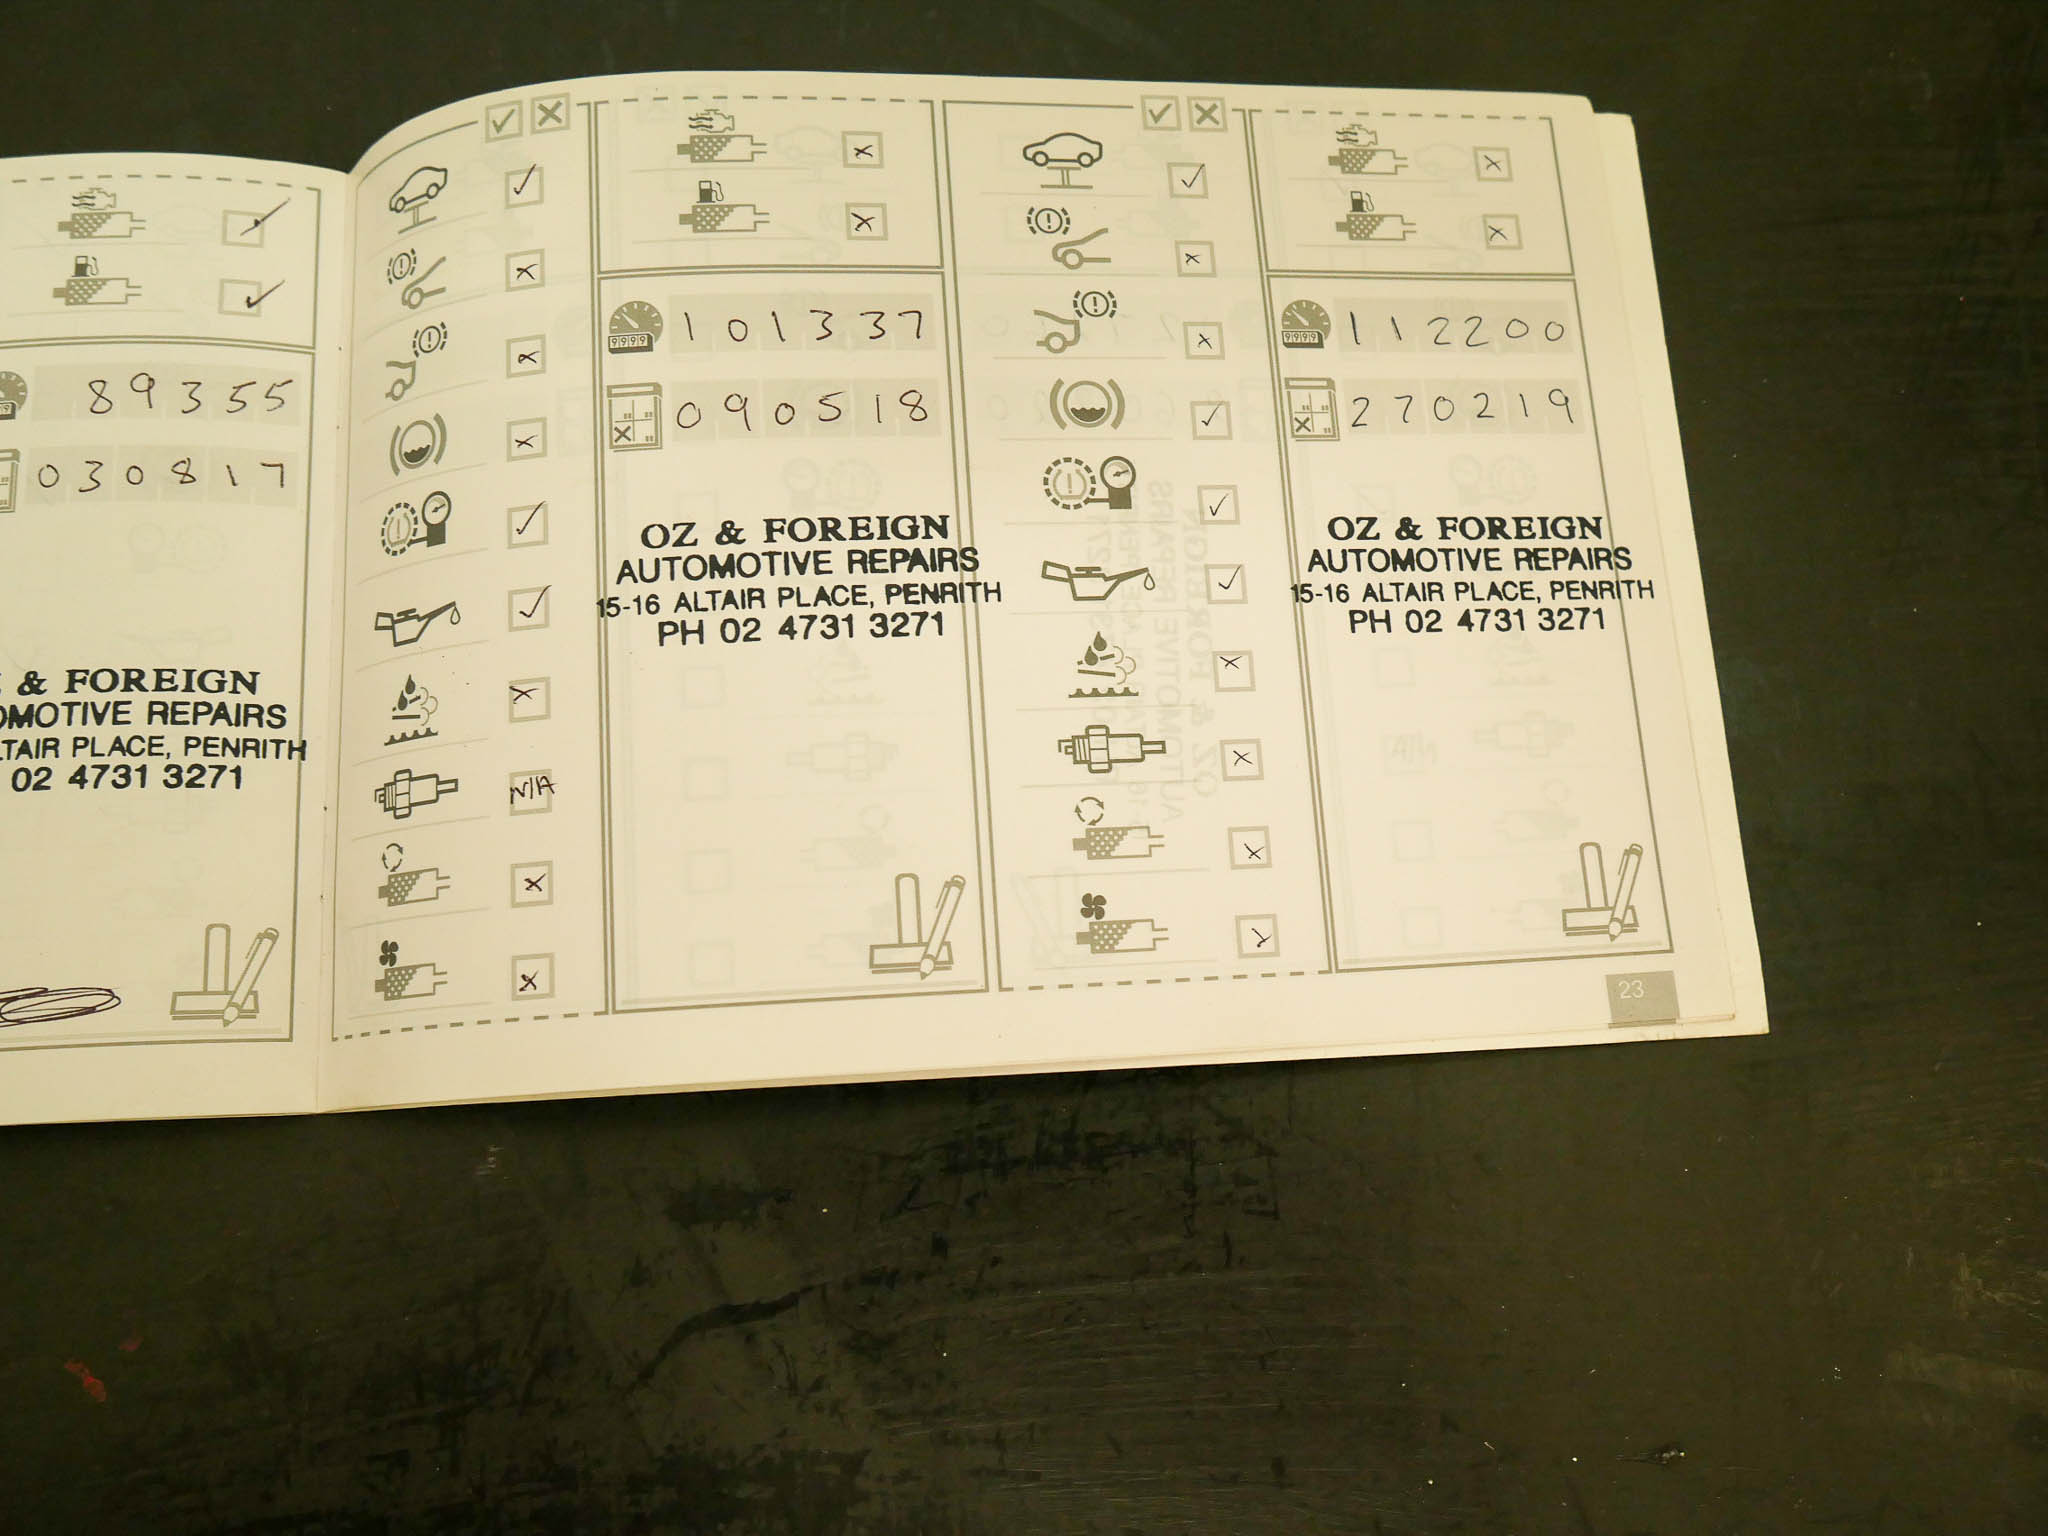 89355
030817
& FOREIGN
OMOTIVE REPAIRS
LTAIR PLACE, PENRITH
02 4731 3271
N/A
101337
090518
OZ & FOREIGN
AUTOMOTIVE REPAIRS
15-16 ALTAIR PLACE, PENRITH
PH 02 4731 3271
112200
270219
OZ & FOREIGN
AUTOMOTIVE REPAIRS
15-16 ALTAIR PLACE, PENRITH
PH 02 4731 3271
23